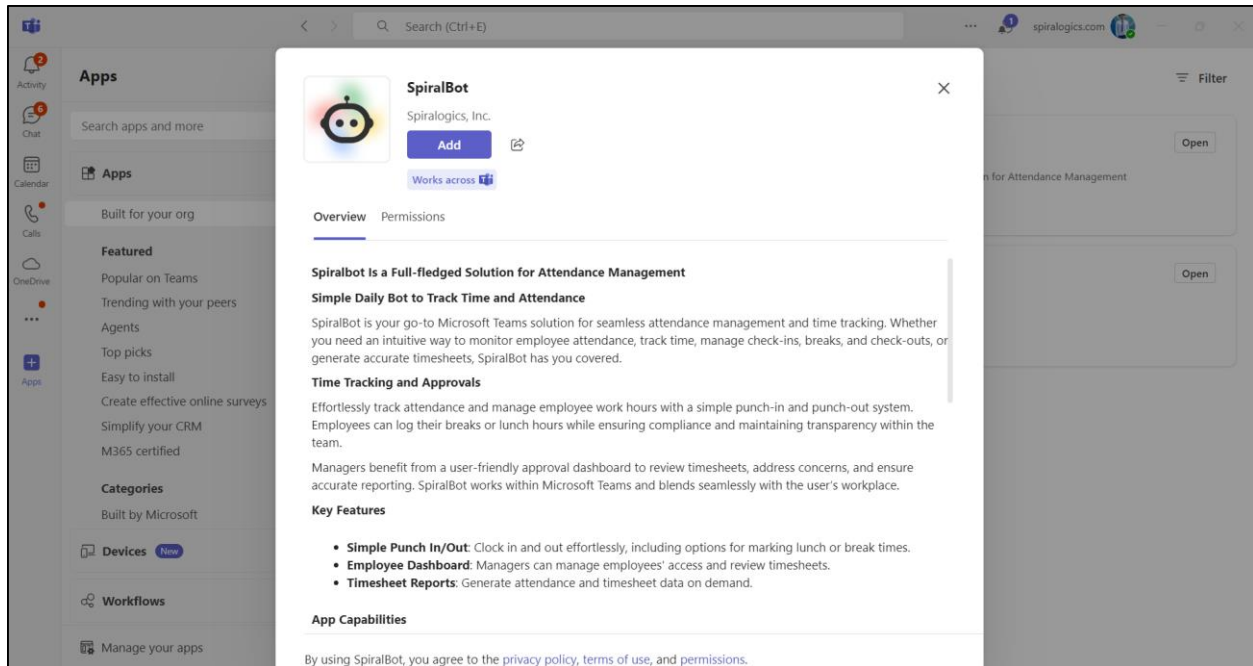 Search (Ctrl+E)
1
spiralogics.com
2
Activity
6
Chat
Calendar
Calls
OneDrive
Apps
Apps
Search apps and more
Apps
Built for your org
Featured
Popular on Teams
Trending with your peers
Agents
Top picks
Easy to install
Create effective online surveys
Simplify your CRM
M365 certified
Categories
Built by Microsoft
Devices New
Workflows
Manage your apps
SpiralBot
Spiralogics, Inc.
Add
Works across
Overview Permissions
Spiralbot Is a Full-fledged Solution for Attendance Management
Simple Daily Bot to Track Time and Attendance
SpiralBot is your go-to Microsoft Teams solution for seamless attendance management and time tracking. Whether
you need an intuitive way to monitor employee attendance, track time, manage check-ins, breaks, and check-outs, or
generate accurate timesheets, SpiralBot has you covered.
Time Tracking and Approvals
Effortlessly track attendance and manage employee work hours with a simple punch-in and punch-out system.
Employees can log their breaks or lunch hours while ensuring compliance and maintaining transparency within the
team.
Managers benefit from a user-friendly approval dashboard to review timesheets, address concerns, and ensure
accurate reporting. SpiralBot works within Microsoft Teams and blends seamlessly with the user's workplace.
Key Features
• Simple Punch In/Out: Clock in and out effortlessly, including options for marking lunch or break times.
• Employee Dashboard: Managers can manage employees' access and review timesheets.
• Timesheet Reports: Generate attendance and timesheet data on demand.
App Capabilities
By using SpiralBot, you agree to the privacy policy, terms of use, and permissions.
Filter
Open
n for Attendance Management
Open